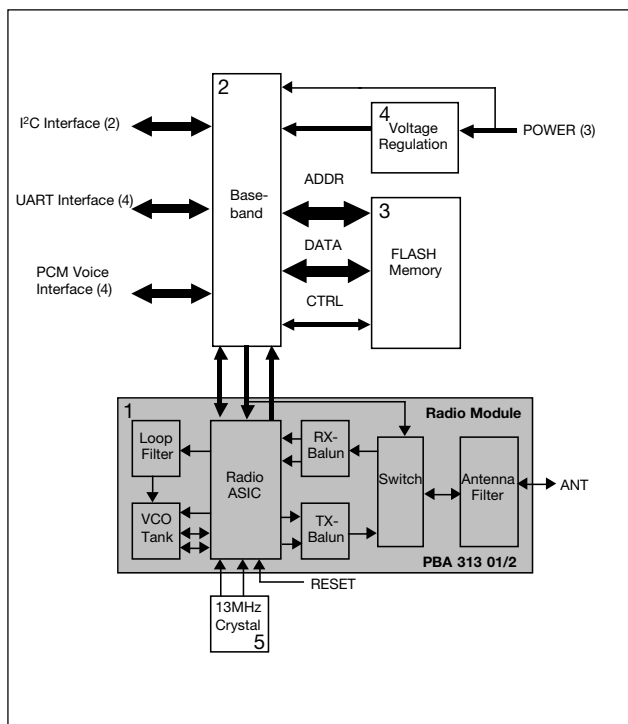 2
I²C Interface (2)
4
Voltage
Regulation
POWER (3)
ADDR
UART Interface (4)
Base-
band
3
DATA
FLASH
Memory
PCM Voice
Interface (4)
CTRL
1
Radio Module
Loop
Filter
RX-
Balun
Radio
ASIC
Switch
Antenna
Filter
ANT
VCO
Tank
TX-
Balun
PBA 313 01/2
RESET
13MHz
Crystal
5